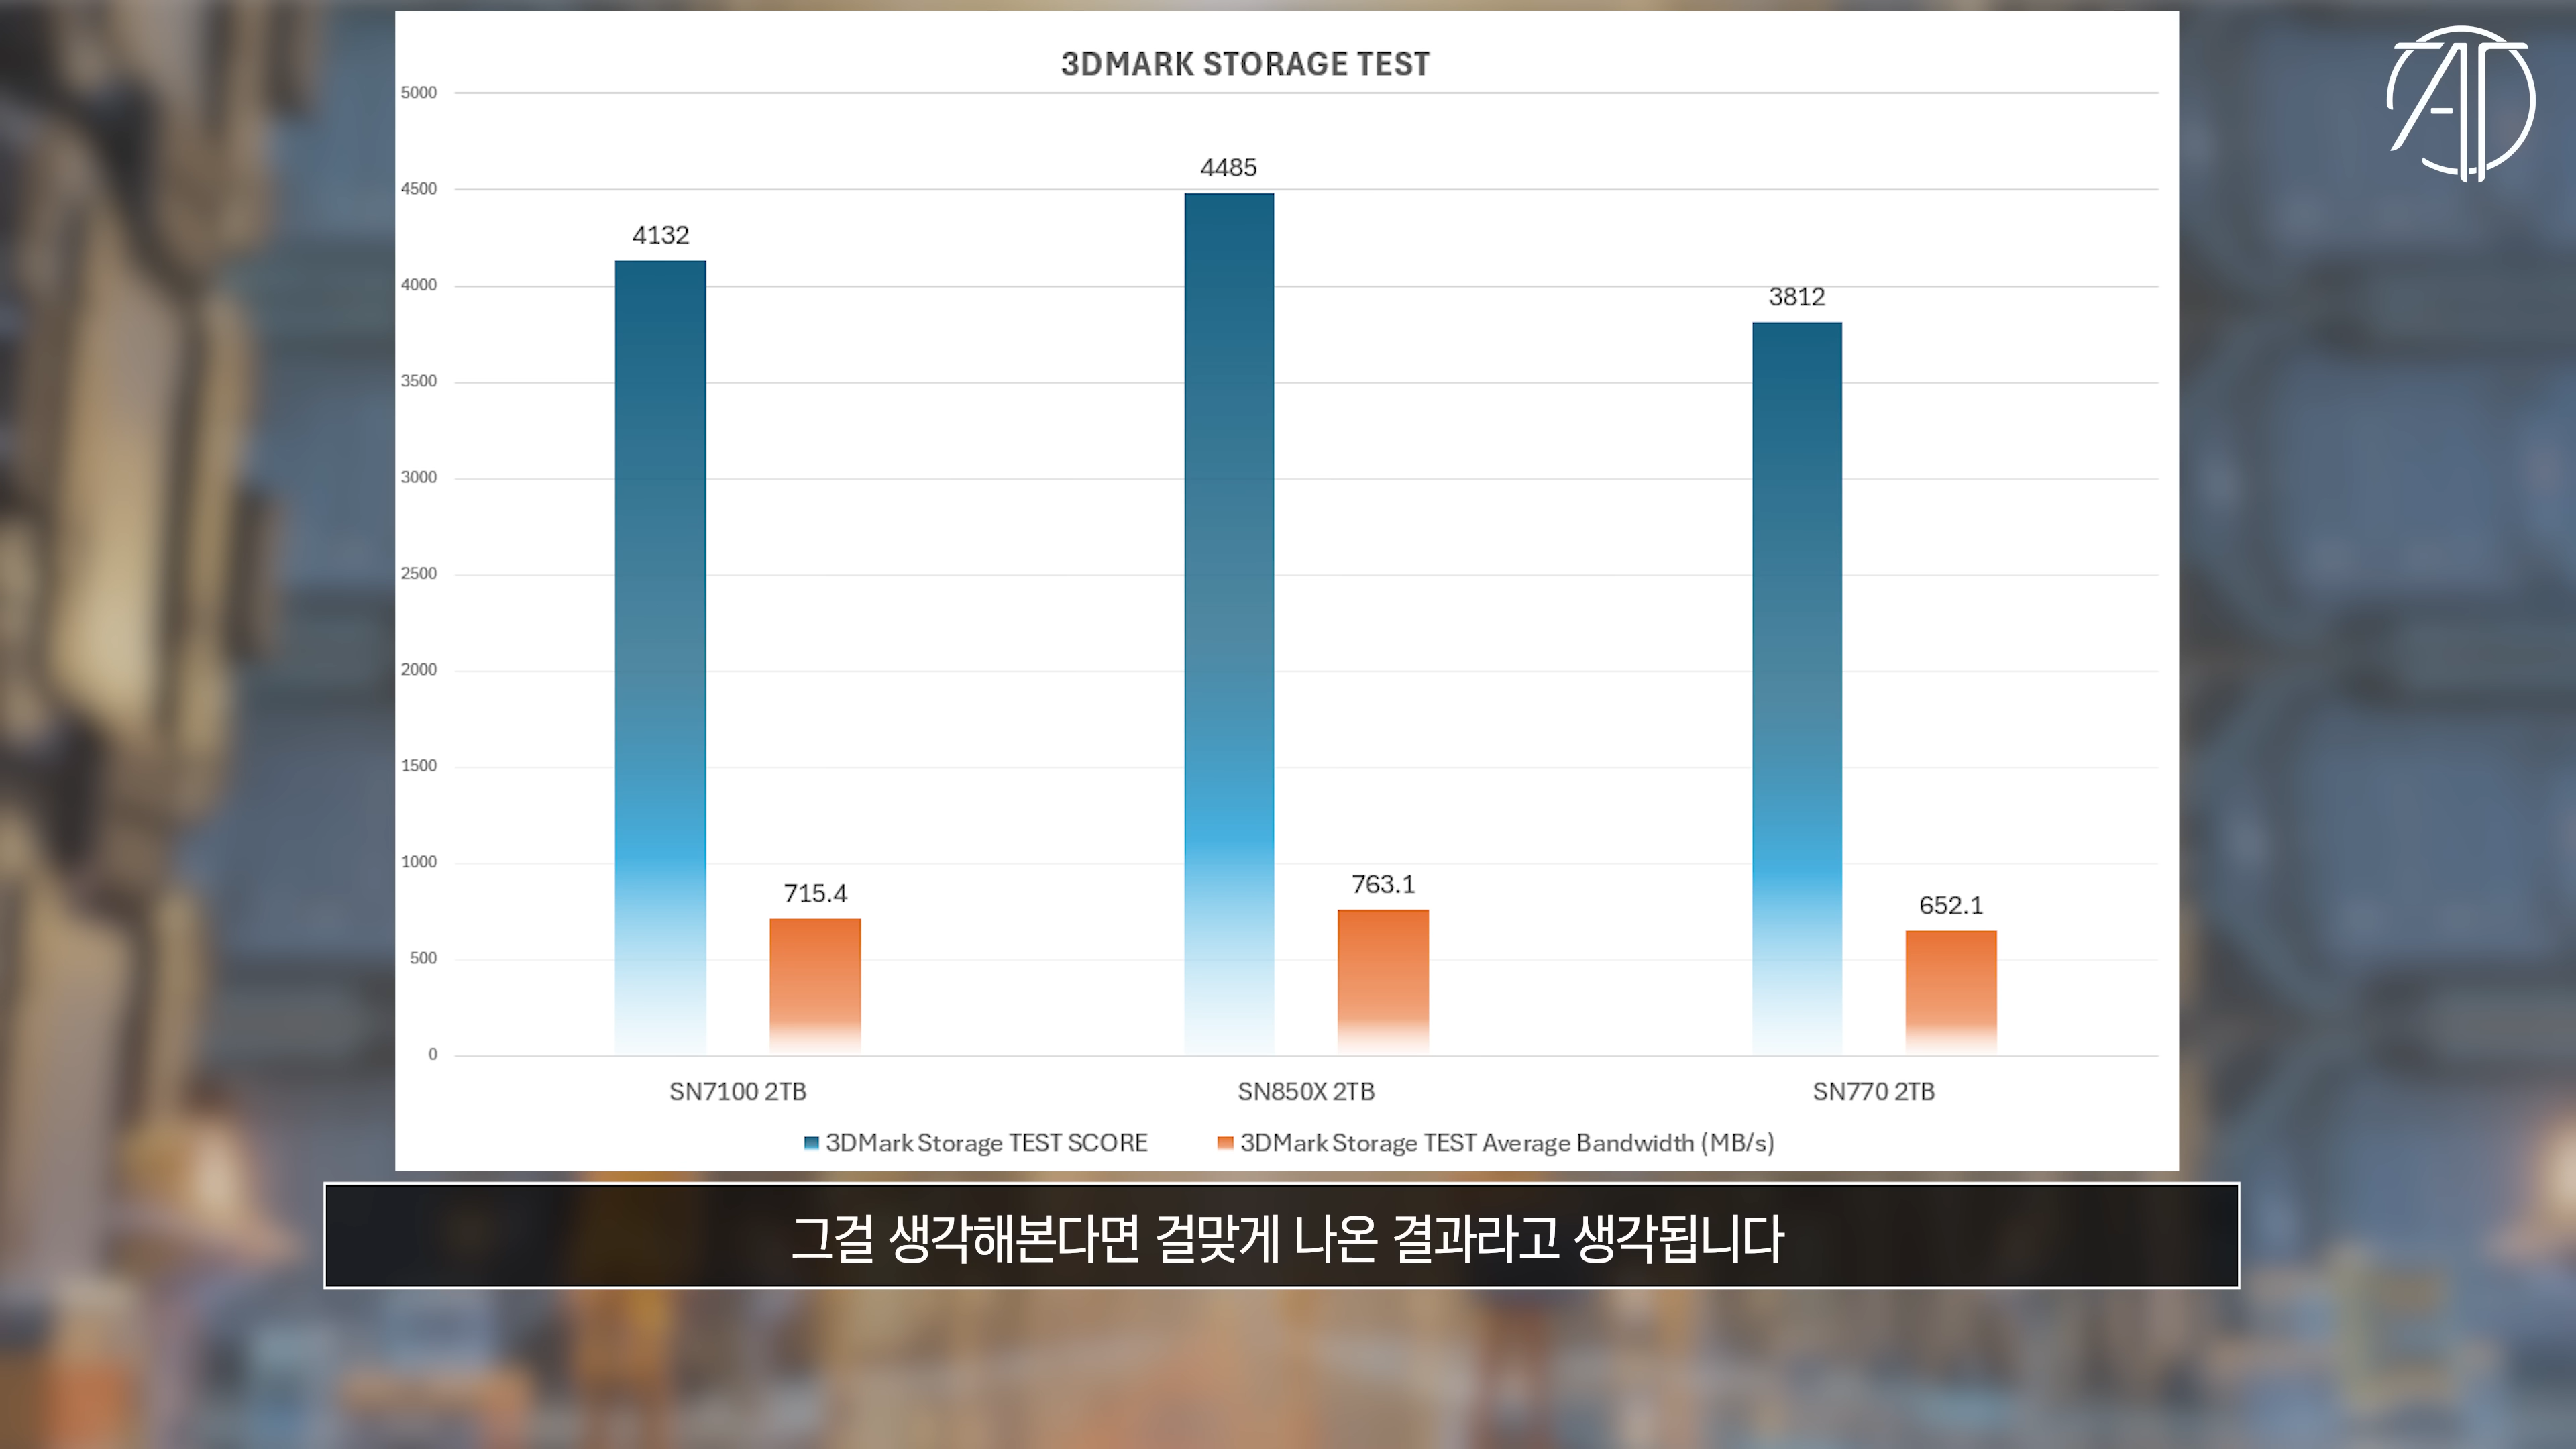 3DMARK STORAGE TEST
5000
4500
4000
3500
3000
2500
2000
1500
1000
500
0
4132
715.4
4485
763.1
3812
652.1
SN7100 2TB
SN850X 2TB
SN770 2TB
3DMark Storage TEST SCORE
3DMark Storage TEST Average Bandwidth (MB/s)
그걸 생각해본다면 걸맞게 나온 결과라고 생각됩니다